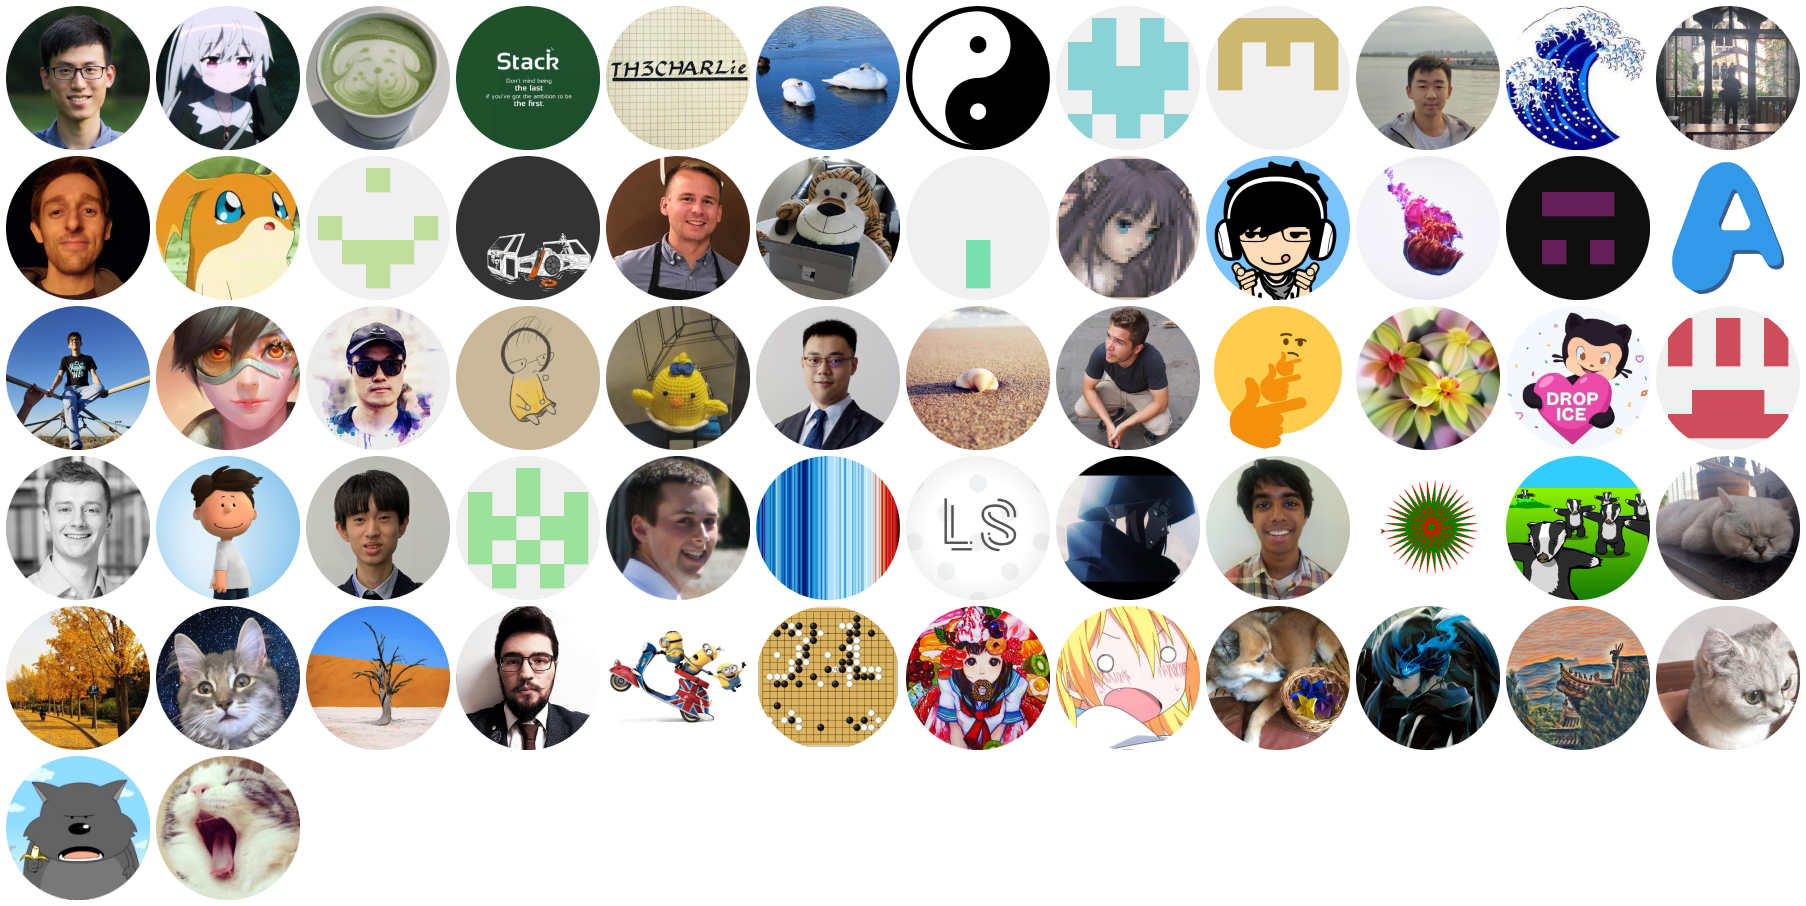 Stack
Don't mind being
the last
if you've got the ambition to be
the first.
TH3CHARLie
DROP
ICE
LS